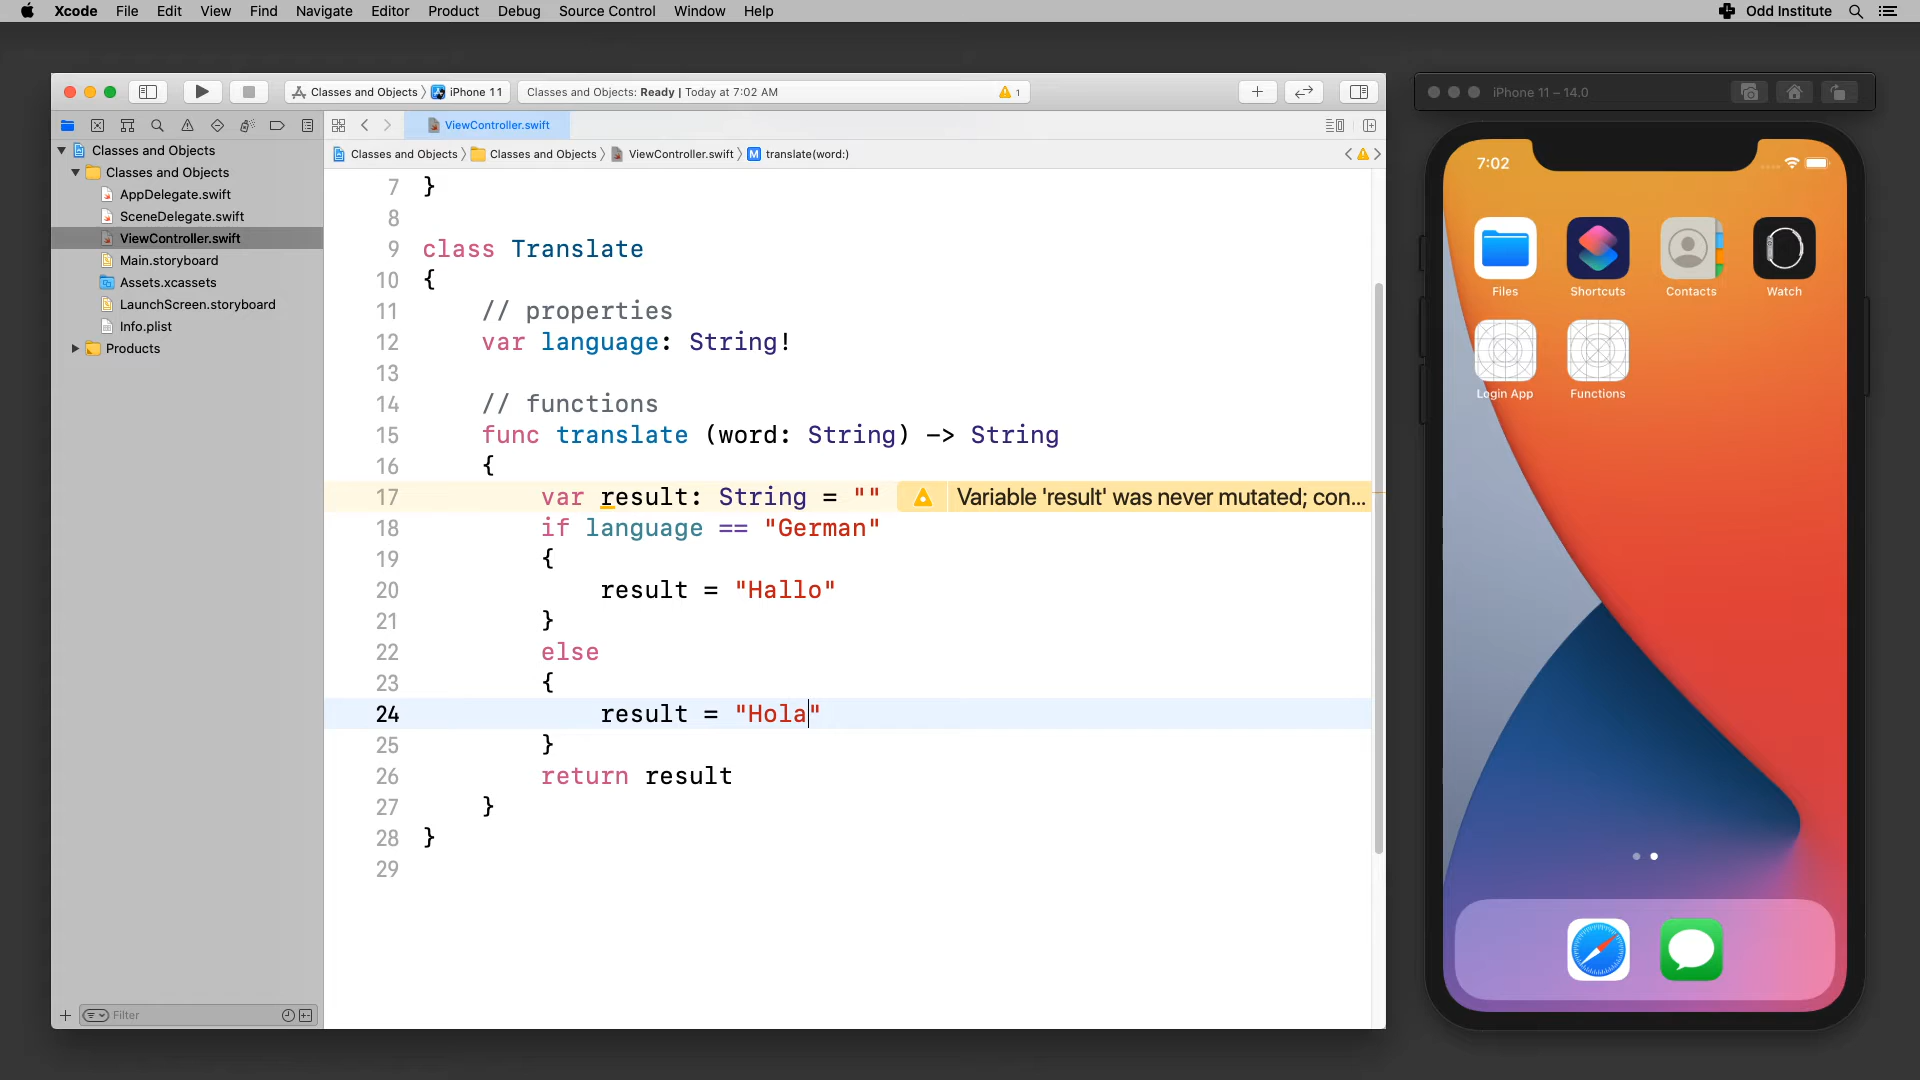 Xcode File Edit View Find Navigate Editor Product Debug Source Control Window Help Odd Institute
Classes and Objects iPhone 11 Classes and Objects: Ready | Today at 7:02 AM 1
ViewController.swift
Classes and Objects Classes and Objects ViewController.swift M translate(word:)
Classes and Objects
Classes and Objects
AppDelegate.swift
SceneDelegate.swift
ViewController.swift
Main.storyboard
Assets.xcassets
LaunchScreen.storyboard
Info.plist
Products
Filter
7 }
8
9 class Translate
10 {
11 // properties
12 var language: String!
13
14 // functions
15 func translate (word: String) -> String
16 {
17 var result: String = "" Variable 'result' was never mutated; con...
18 if language == "German"
19 {
20 result = "Hallo"
21 }
22 else
23 {
24 result = "Hola"
25 }
26 return result
27 }
28 }
29
iPhone 11 – 14.0
7:02
Files Shortcuts Contacts Watch
Login App Functions